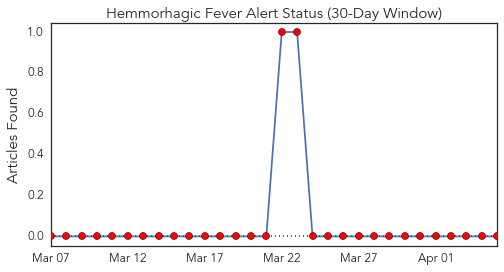 Hemmorhagic Fever Alert Status (30-Day Window)
Articles Found
1.0
0.8
0.6
0.4
0.2
0.0
Mar 07 Mar 12 Mar 17 Mar 22 Mar 27 Apr 01